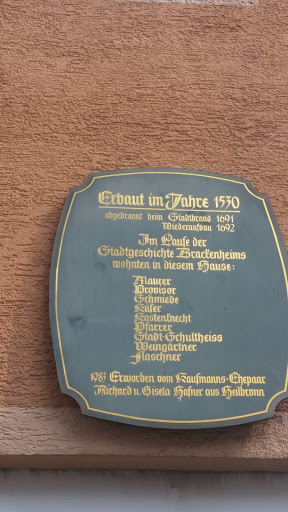 Erbaut im Jahre 1530
abgebrannt beim Stadtbrand 1691
Wiederaufbau 1692
Im Laufe der
Stadtgeschichte Brackenheims
wohnten in diesem Hause:
Maurer
Provisor
Schmiede
Küfer
Kastenknecht
Pfarrer
Stadt-Schultheiss
Weingärtner
Flaschner
1983 Erworben vom Kaufmanns-Ehepaar
Richard u. Gisela Hofner aus Heilbronn